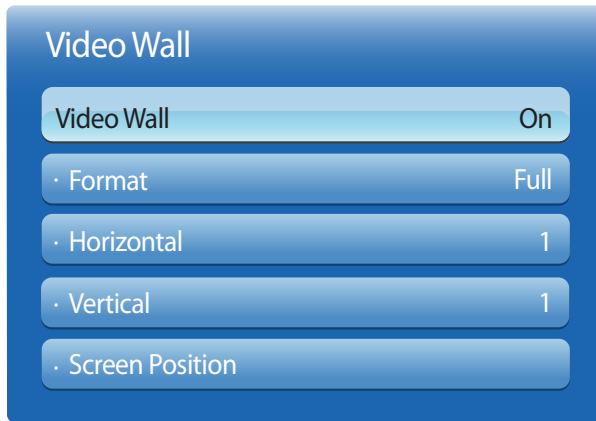 Video Wall
Video Wall On
· Format Full
· Horizontal 1
· Vertical 1
· Screen Position